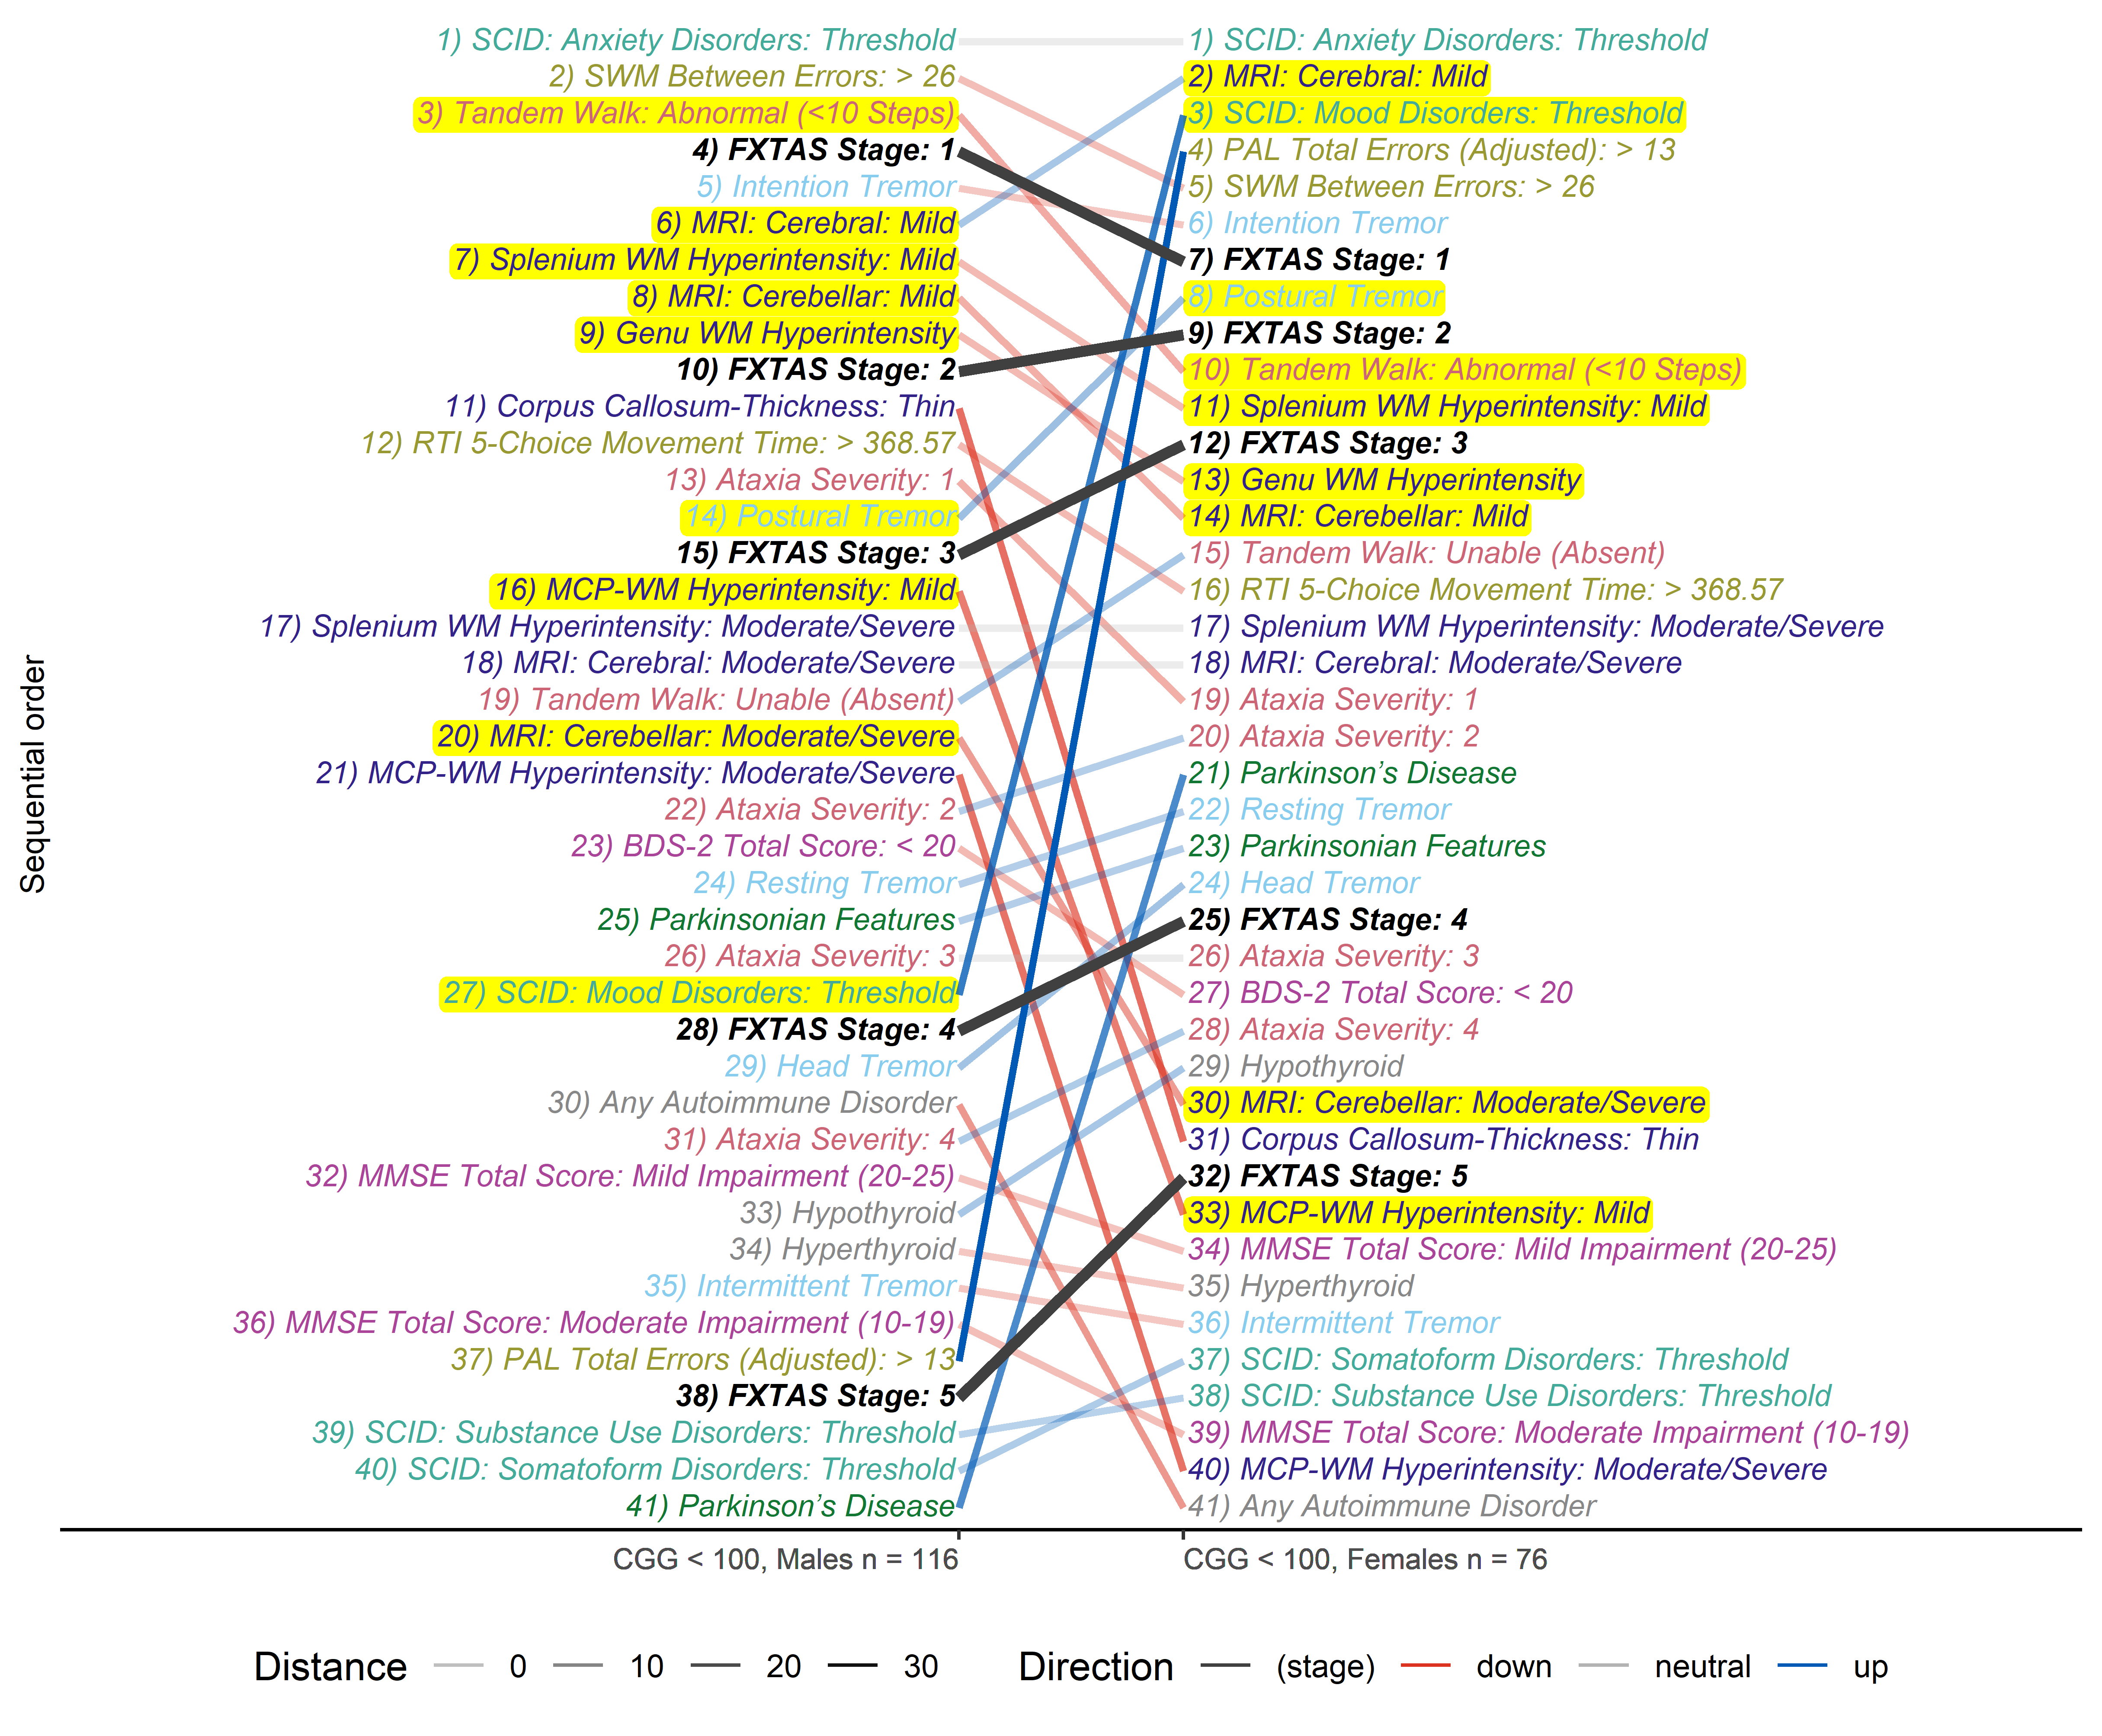 Sequential order
1) SCID: Anxiety Disorders: Threshold
2) SWM Between Errors: > 26
3) Tandem Walk: Abnormal (<10 Steps)
4) FXTAS Stage: 1
5) Intention Tremor
6) MRI: Cerebral: Mild
7) Splenium WM Hyperintensity: Mild
8) MRI: Cerebellar: Mild
9) Genu WM Hyperintensity
10) FXTAS Stage: 2
11) Corpus Callosum-Thickness: Thin
12) RTI 5-Choice Movement Time: > 368.57
13) Ataxia Severity: 1
14) Postural Tremor
15) FXTAS Stage: 3
16) MCP-WM Hyperintensity: Mild
17) Splenium WM Hyperintensity: Moderate/Severe
18) MRI: Cerebral: Moderate/Severe
19) Tandem Walk: Unable (Absent)
20) MRI: Cerebellar: Moderate/Severe
21) MCP-WM Hyperintensity: Moderate/Severe
22) Ataxia Severity: 2
23) BDS-2 Total Score: < 20
24) Resting Tremor
25) Parkinsonian Features
26) Ataxia Severity: 3
27) SCID: Mood Disorders: Threshold
28) FXTAS Stage: 4
29) Head Tremor
30) Any Autoimmune Disorder
31) Ataxia Severity: 4
32) MMSE Total Score: Mild Impairment (20-25)
33) Hypothyroid
34) Hyperthyroid
35) Intermittent Tremor
36) MMSE Total Score: Moderate Impairment (10-19)
37) PAL Total Errors (Adjusted): > 13
38) FXTAS Stage: 5
39) SCID: Substance Use Disorders: Threshold
40) SCID: Somatoform Disorders: Threshold
41) Parkinson’s Disease
CGG < 100, Males n = 116
1) SCID: Anxiety Disorders: Threshold
2) MRI: Cerebral: Mild
3) SCID: Mood Disorders: Threshold
4) PAL Total Errors (Adjusted): > 13
5) SWM Between Errors: > 26
6) Intention Tremor
7) FXTAS Stage: 1
8) Postural Tremor
9) FXTAS Stage: 2
10) Tandem Walk: Abnormal (<10 Steps)
11) Splenium WM Hyperintensity: Mild
12) FXTAS Stage: 3
13) Genu WM Hyperintensity
14) MRI: Cerebellar: Mild
15) Tandem Walk: Unable (Absent)
16) RTI 5-Choice Movement Time: > 368.57
17) Splenium WM Hyperintensity: Moderate/Severe
18) MRI: Cerebral: Moderate/Severe
19) Ataxia Severity: 1
20) Ataxia Severity: 2
21) Parkinson’s Disease
22) Resting Tremor
23) Parkinsonian Features
24) Head Tremor
25) FXTAS Stage: 4
26) Ataxia Severity: 3
27) BDS-2 Total Score: < 20
28) Ataxia Severity: 4
29) Hypothyroid
30) MRI: Cerebellar: Moderate/Severe
31) Corpus Callosum-Thickness: Thin
32) FXTAS Stage: 5
33) MCP-WM Hyperintensity: Mild
34) MMSE Total Score: Mild Impairment (20-25)
35) Hyperthyroid
36) Intermittent Tremor
37) SCID: Somatoform Disorders: Threshold
38) SCID: Substance Use Disorders: Threshold
39) MMSE Total Score: Moderate Impairment (10-19)
40) MCP-WM Hyperintensity: Moderate/Severe
41) Any Autoimmune Disorder
CGG < 100, Females n = 76
Distance 0 10 20 30 Direction (stage) down neutral up